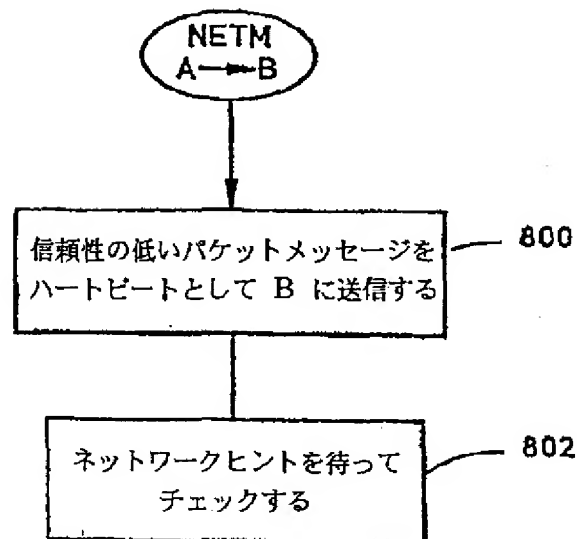 NETM
A→B
信頼性の低いパケットメッセージを
ハートビートとして B に送信する
800
ネットワークヒントを待って
チェックする
802